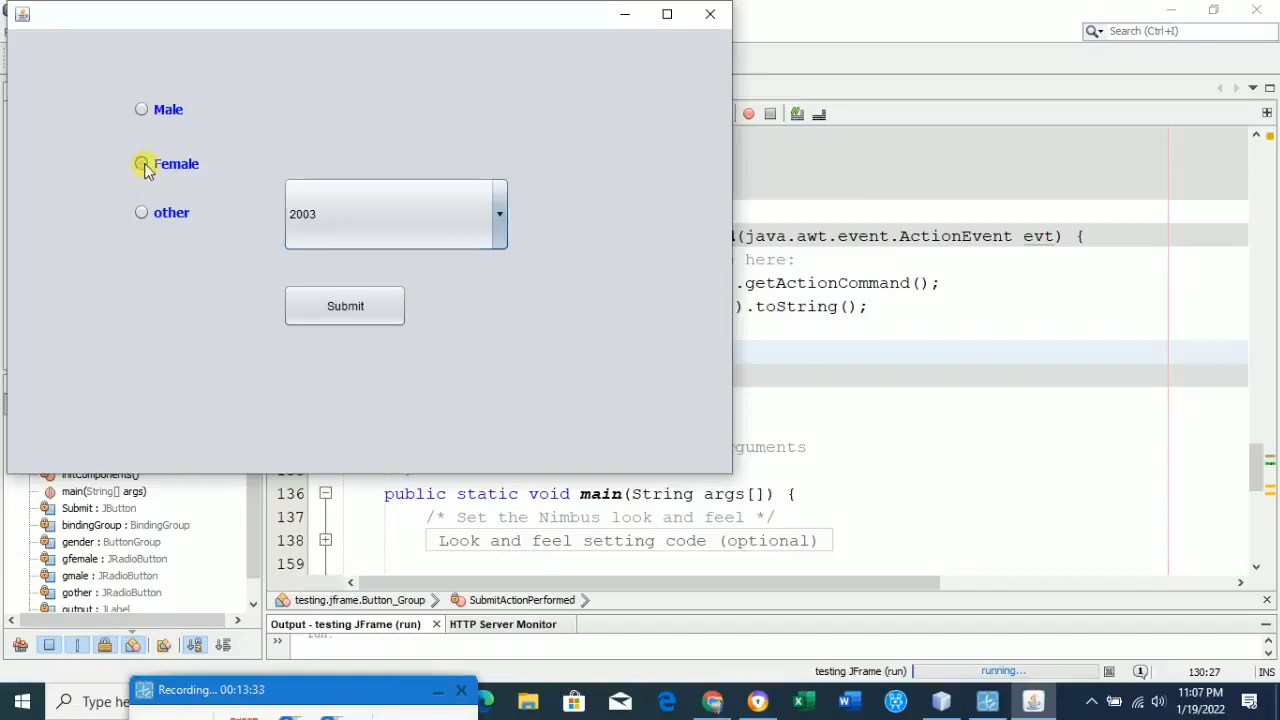 Search (Ctrl+I)
Male
Female
other
2003
Submit
(java.awt.event.ActionEvent evt) {
here:
.getActionCommand();
).toString();
136 public static void main(String args[]) {
137 /* Set the Nimbus look and feel */
138 Look and feel setting code (optional)
159
main(String[] args)
Submit : JButton
bindingGroup : BindingGroup
gender : ButtonGroup
gfemale : JRadioButton
gmale : JRadioButton
gother : JRadioButton
output : JLabel
initComponents()
testing.jframe.Button_Group
SubmitActionPerformed
Output - testing JFrame (run)
HTTP Server Monitor
run:
testing JFrame (run)
running...
130:27
Recording... 00:13:33
Type he
11:07 PM
1/19/2022